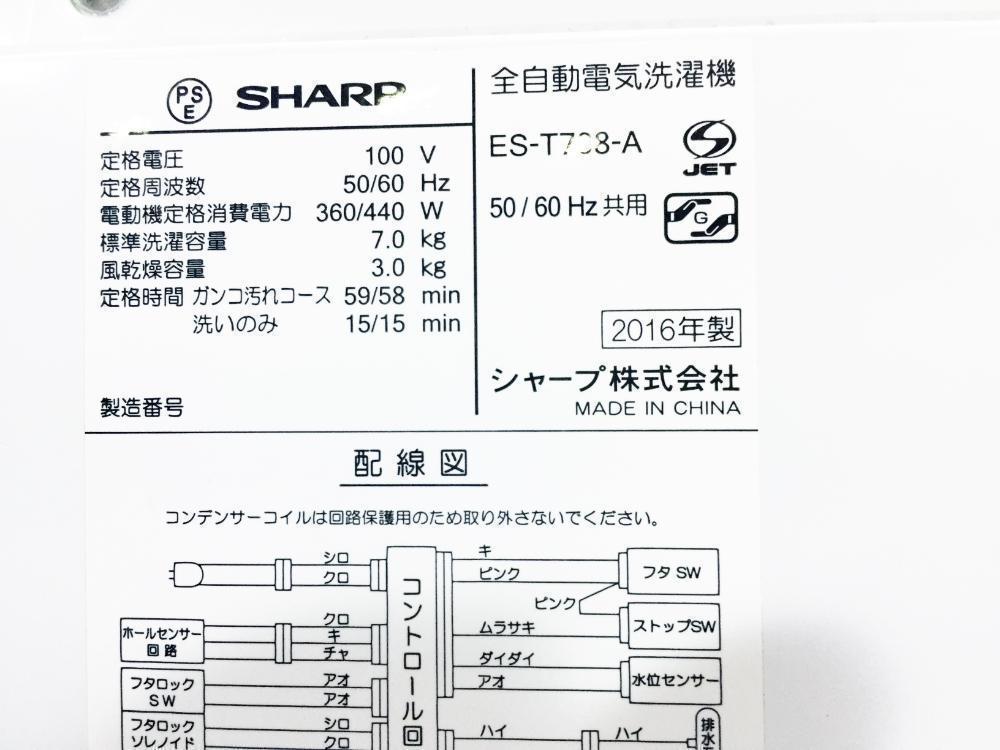 PS
E
SHARP
定格電圧 100 V
定格周波数 50/60 Hz
電動機定格消費電力 360/440 W
標準洗濯容量 7.0 kg
風乾燥容量 3.0 kg
定格時間 ガンコ汚れコース 59/58 min
洗いのみ 15/15 min
製造番号
全自動電気洗濯機
JET
50/60 Hz共用
G
2016年製
シャープ株式会社
MADE IN CHINA
配線図
コンデンサーコイルは回路保護用のため取り外さないでください。
シロ
クロ
クロ
キ
チャ
ホールセンサー
回路
アオ
アオ
フタロック
SW
シロ
クロ
フタロック
ソレノイド
コントロール回
キ
ピンク
フタ SW
ピンク
ムラサキ
ストップSW
ダイダイ
アオ
水位センサー
ハイ
ハイ
排水